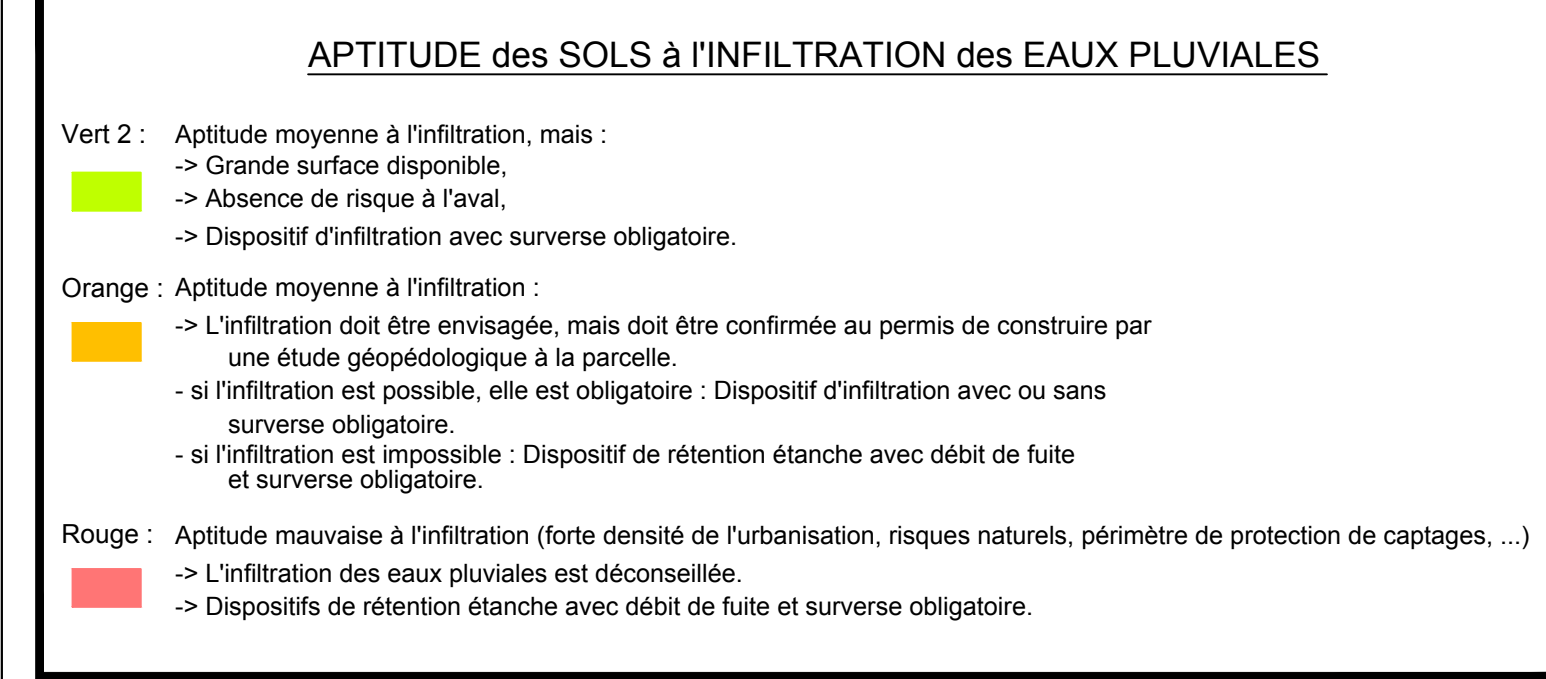 APTITUDE des SOLS à l'INFILTRATION des EAUX PLUVIALES
Vert 2 : Aptitude moyenne à l'infiltration, mais :
-> Grande surface disponible,
-> Absence de risque à l'aval,
-> Dispositif d'infiltration avec surverse obligatoire.
Orange : Aptitude moyenne à l'infiltration :
-> L'infiltration doit être envisagée, mais doit être confirmée au permis de construire par
une étude géopédologique à la parcelle.
- si l'infiltration est possible, elle est obligatoire : Dispositif d'infiltration avec ou sans
surverse obligatoire.
- si l'infiltration est impossible : Dispositif de rétention étanche avec débit de fuite
et surverse obligatoire.
Rouge : Aptitude mauvaise à l'infiltration (forte densité de l'urbanisation, risques naturels, périmètre de protection de captages, ...)
-> L'infiltration des eaux pluviales est déconseillée.
-> Dispositifs de rétention étanche avec débit de fuite et surverse obligatoire.